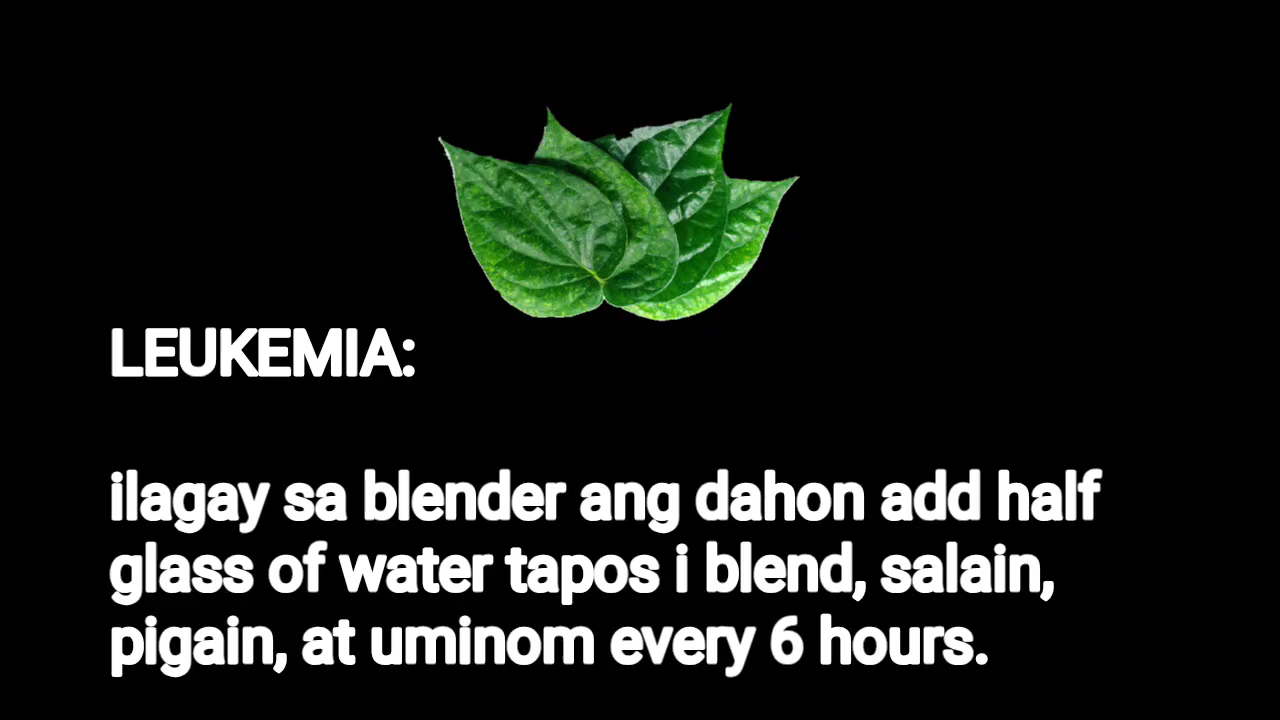 LEUKEMIA:
ilagay sa blender ang dahon add half
glass of water tapos i blend, salain,
pigain, at uminom every 6 hours.